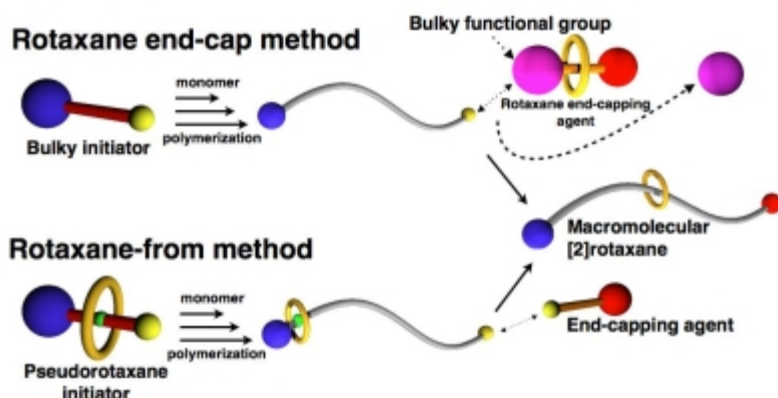 Rotaxane end-cap method
Bulky functional group
monomer
polymerization
Bulky initiator
Rotaxane end-capping
agent
Rotaxane-from method
Macromolecular
[2]rotaxane
monomer
polymerization
Pseudorotaxane
initiator
End-capping agent